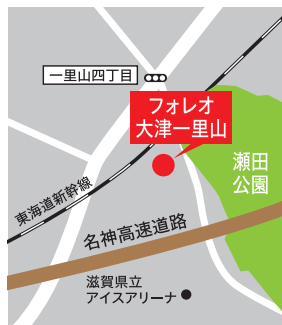 一里山四丁目
フォレオ
大津一里山
瀬田
公園
東海道新幹線
名神高速道路
滋賀県立
アイスアリーナ